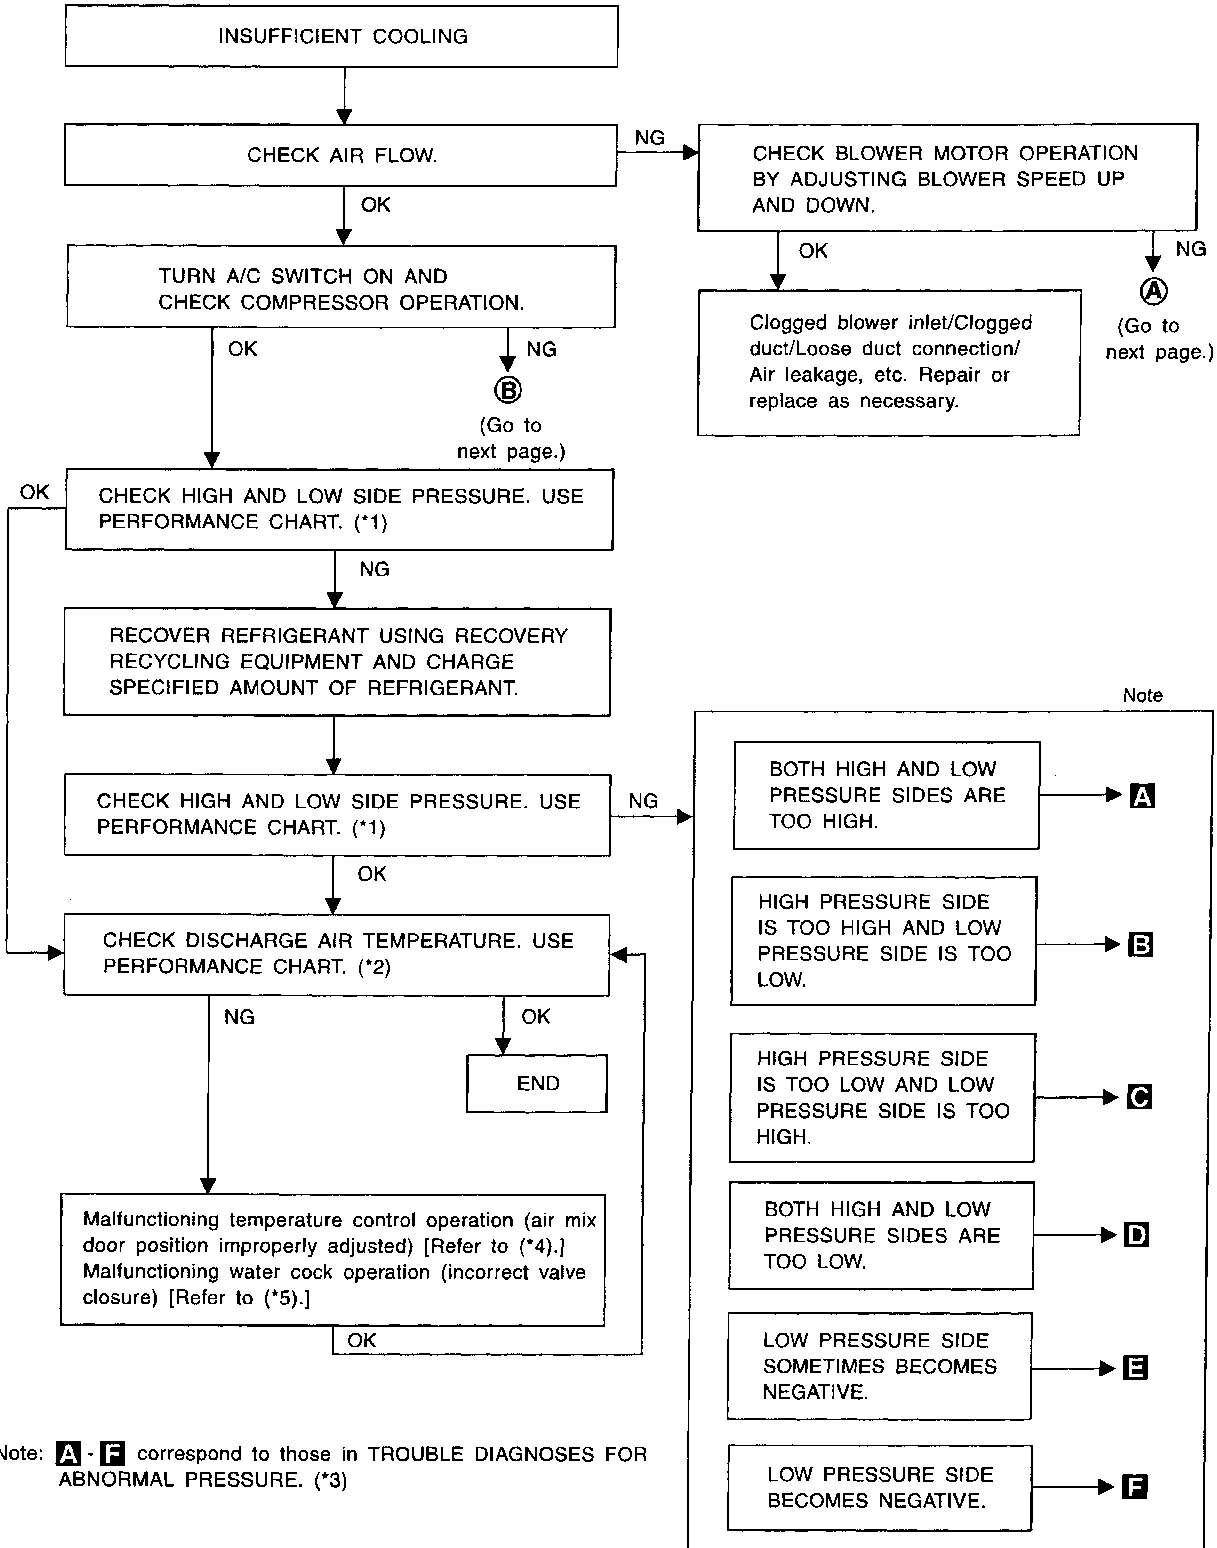 INSUFFICIENT COOLING
CHECK AIR FLOW.
NG
CHECK BLOWER MOTOR OPERATION
BY ADJUSTING BLOWER SPEED UP
AND DOWN.
OK
OK
NG
TURN A/C SWITCH ON AND
CHECK COMPRESSOR OPERATION.
A
(Go to
next page.)
Clogged blower inlet/Clogged
duct/Loose duct connection/
Air leakage, etc. Repair or
replace as necessary.
OK
NG
B
(Go to
next page.)
OK
CHECK HIGH AND LOW SIDE PRESSURE. USE
PERFORMANCE CHART. (*1)
NG
RECOVER REFRIGERANT USING RECOVERY
RECYCLING EQUIPMENT AND CHARGE
SPECIFIED AMOUNT OF REFRIGERANT.
CHECK HIGH AND LOW SIDE PRESSURE. USE
PERFORMANCE CHART. (*1)
NG
OK
CHECK DISCHARGE AIR TEMPERATURE. USE
PERFORMANCE CHART. (*2)
NG
OK
END
Malfunctioning temperature control operation (air mix
door position improperly adjusted) [Refer to (*4).]
Malfunctioning water cock operation (incorrect valve
closure) [Refer to (*5).]
OK
Note
BOTH HIGH AND LOW
PRESSURE SIDES ARE
TOO HIGH.
A
HIGH PRESSURE SIDE
IS TOO HIGH AND LOW
PRESSURE SIDE IS TOO
LOW.
B
HIGH PRESSURE SIDE
IS TOO LOW AND LOW
PRESSURE SIDE IS TOO
HIGH.
C
BOTH HIGH AND LOW
PRESSURE SIDES ARE
TOO LOW.
D
LOW PRESSURE SIDE
SOMETIMES BECOMES
NEGATIVE.
E
LOW PRESSURE SIDE
BECOMES NEGATIVE.
F
Note: A - F correspond to those in TROUBLE DIAGNOSES FOR
ABNORMAL PRESSURE. (*3)